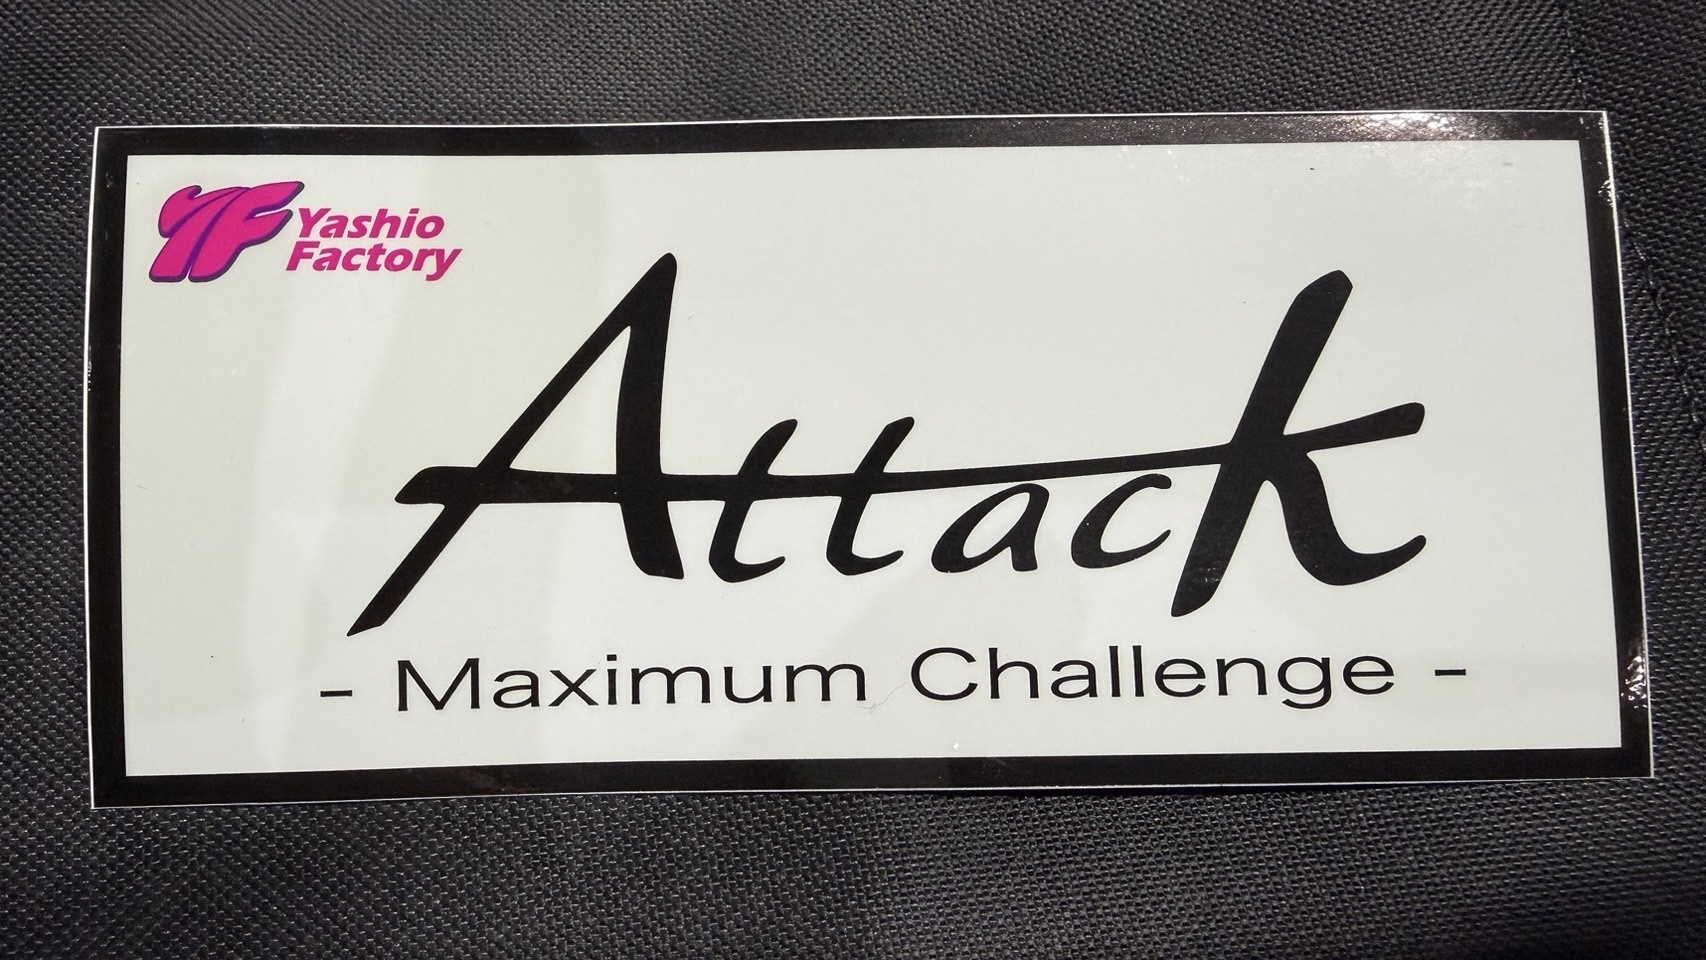 YF
Yashio
Factory
Attack
- Maximum Challenge -